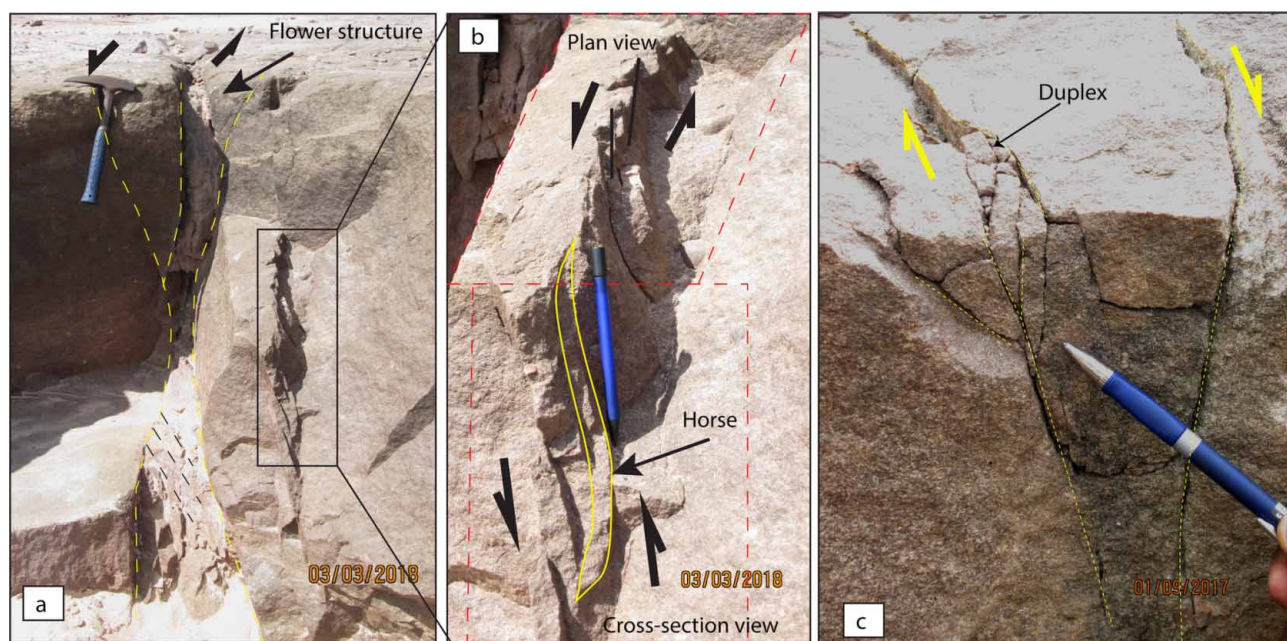 Flower structure
03/03/2018
a
b
Plan view
Horse
03/03/2018
Cross-section view
Duplex
01/09/2017
c